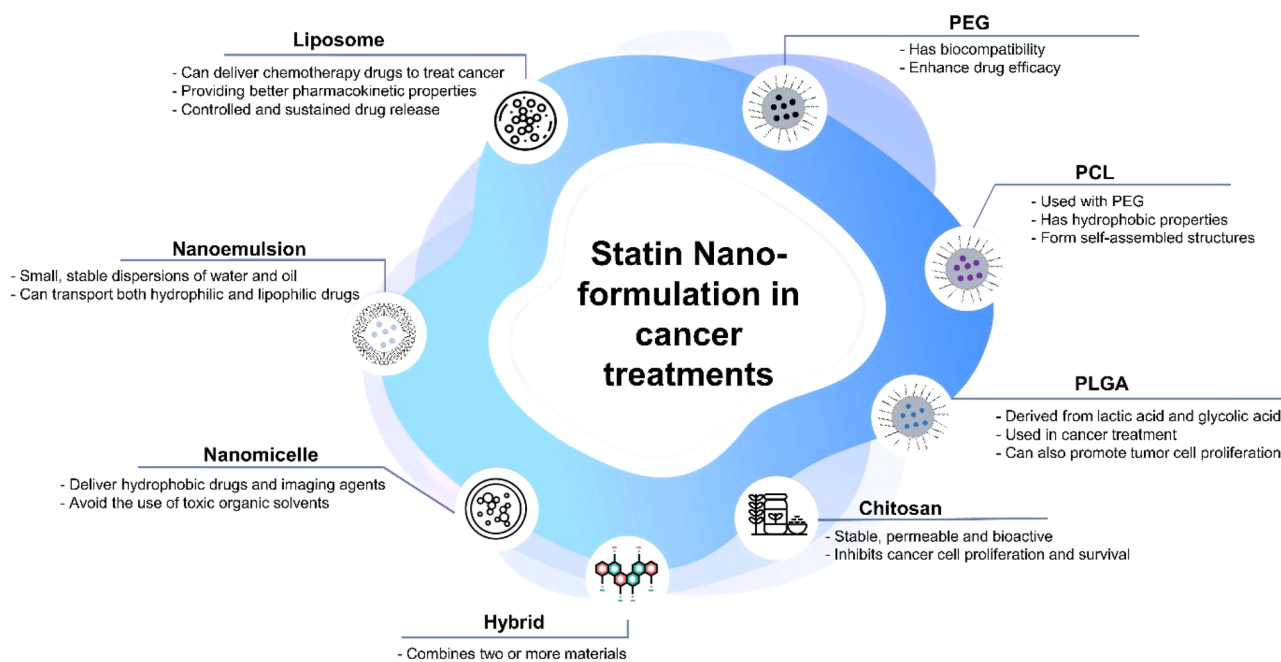 Liposome
- Can deliver chemotherapy drugs to treat cancer
- Providing better pharmacokinetic properties
- Controlled and sustained drug release
PEG
- Has biocompatibility
- Enhance drug efficacy
PCL
- Used with PEG
- Has hydrophobic properties
- Form self-assembled structures
Nanoemulsion
- Small, stable dispersions of water and oil
- Can transport both hydrophilic and lipophilic drugs
Statin Nano-
formulation in
cancer
treatments
PLGA
- Derived from lactic acid and glycolic acid
- Used in cancer treatment
- Can also promote tumor cell proliferation
Nanomicelle
- Deliver hydrophobic drugs and imaging agents
- Avoid the use of toxic organic solvents
Chitosan
- Stable, permeable and bioactive
- Inhibits cancer cell proliferation and survival
Hybrid
- Combines two or more materials